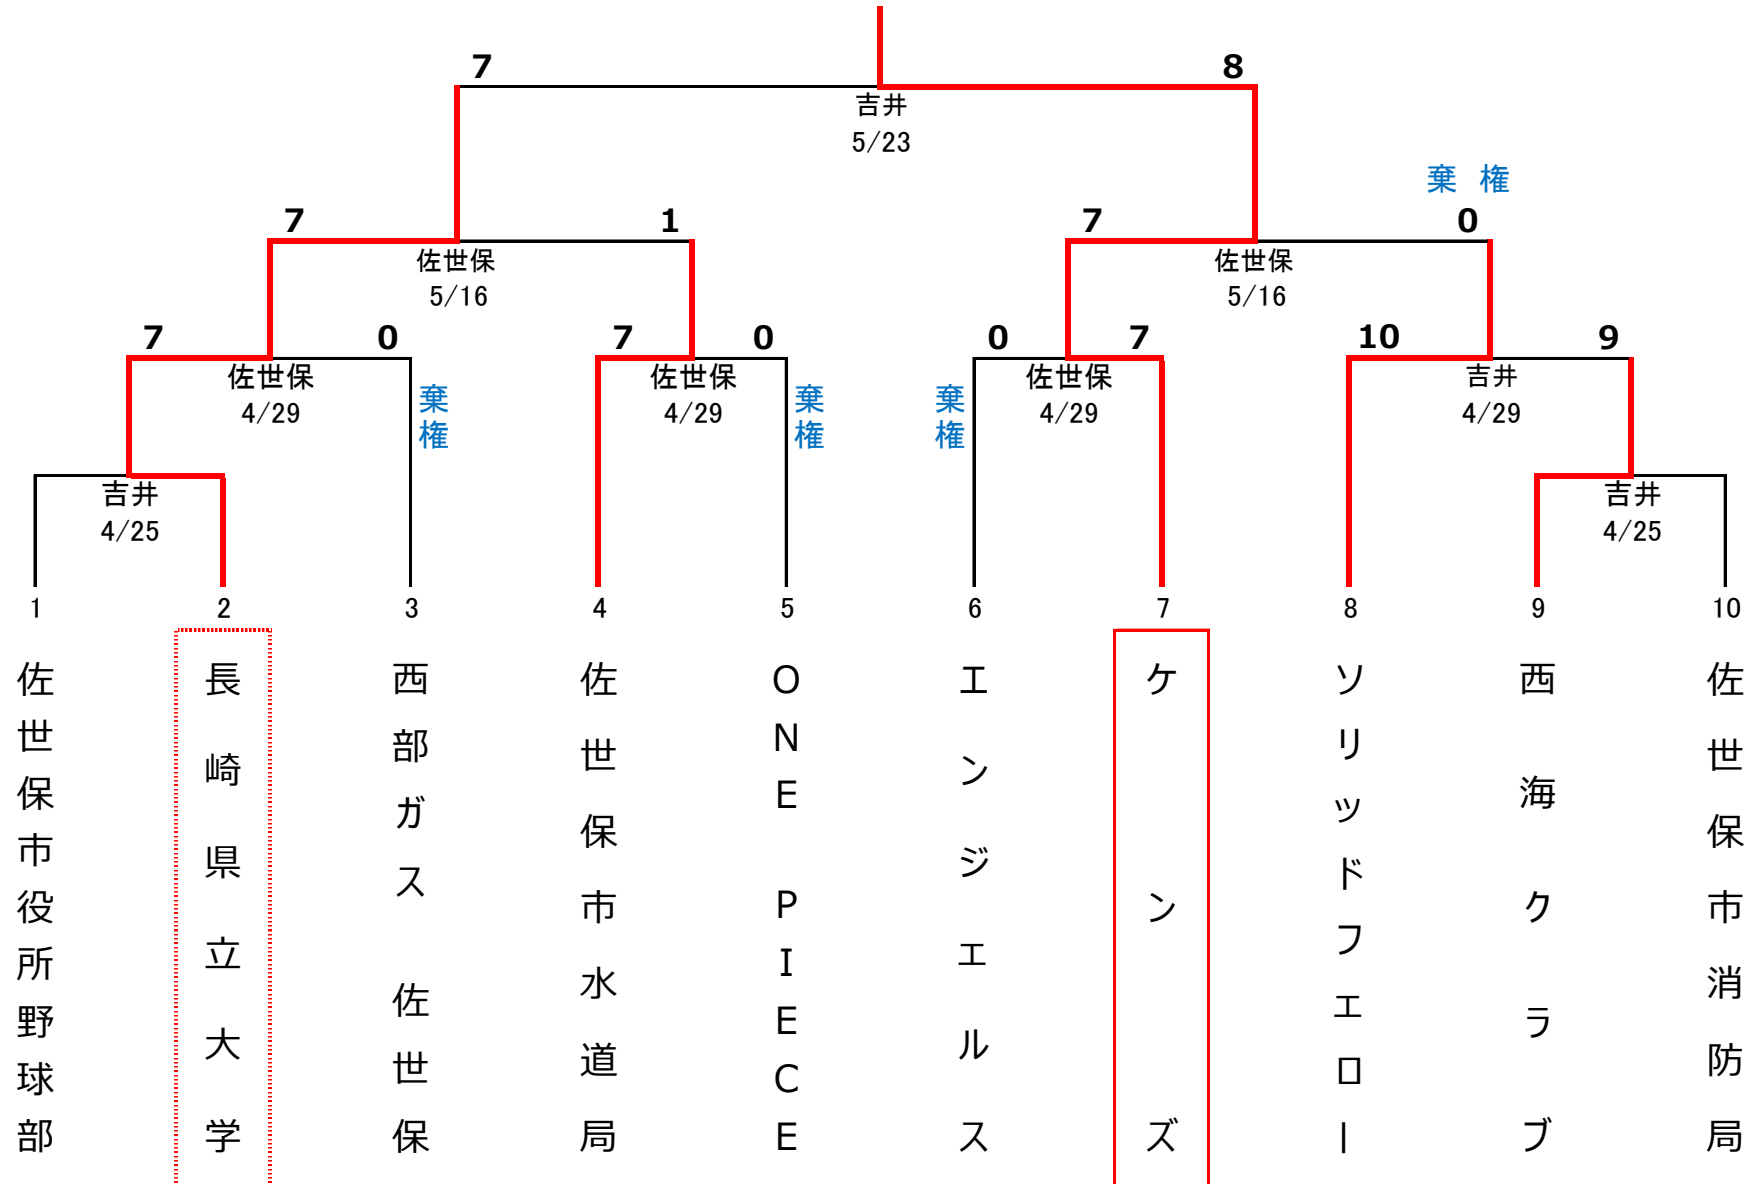 7
8
吉井
5/23
棄 権
7
1
7
0
佐世保
5/16
佐世保
5/16
7
0
7
0
0
7
10
9
佐世保
4/29
棄権
佐世保
4/29
棄権
棄権
佐世保
4/29
吉井
4/29
吉井
4/25
吉井
4/25
1
2
3
4
5
6
7
8
9
10
佐世保市役所野球部
長崎県立大学
西部ガス 佐世保
佐世保市水道局
ONE PIECE
エンジェルス
ケンズ
ソリッドフェロー
西海クラブ
佐世保市消防局